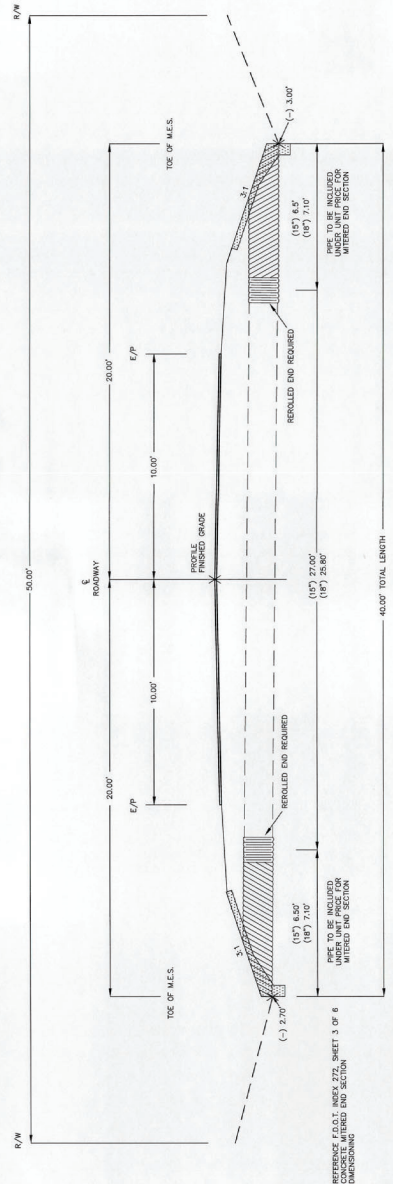 R/W
R/W
50.00'
TOE OF M.E.S.
20.00'
℄
ROADWAY
20.00'
TOE OF M.E.S.
E/P
10.00'
10.00'
E/P
PROFILE
FINISHED GRADE
3:1
3:1
(-) 2.70'
(-) 3.00'
REROLLED END REQUIRED
REROLLED END REQUIRED
(15") 6.50'
(18") 7.10'
(15") 27.00'
(18") 25.80'
(15") 6.5'
(18") 7.10'
PIPE TO BE INCLUDED
UNDER UNIT PRICE FOR
MITERED END SECTION
PIPE TO BE INCLUDED
UNDER UNIT PRICE FOR
MITERED END SECTION
40.00' TOTAL LENGTH
REFERENCE F.D.O.T. INDEX 272, SHEET 3 OF 6
CONCRETE MITERED END SECTION
DIMENSIONING